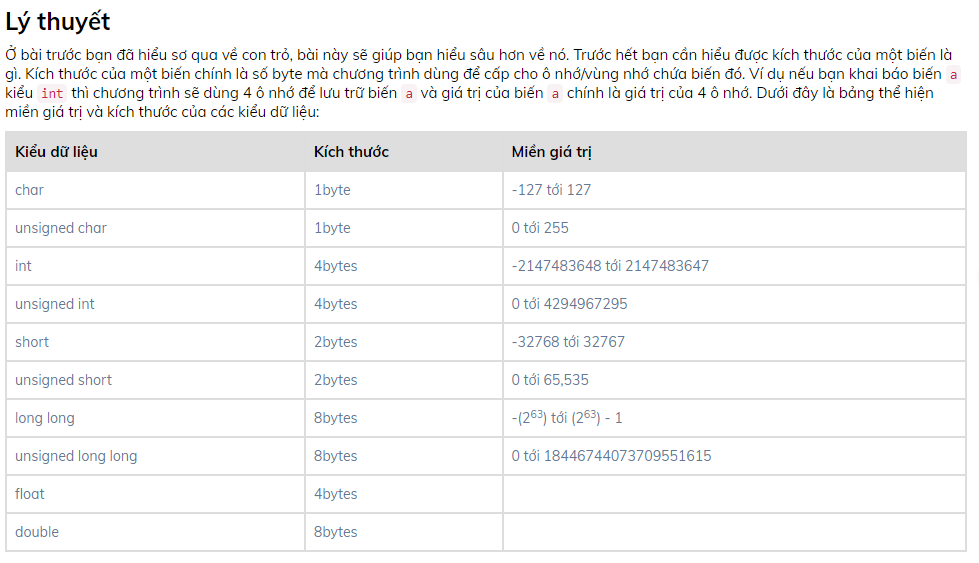 Lý thuyết
Ở bài trước bạn đã hiểu sơ qua về con trỏ, bài này sẽ giúp bạn hiểu sâu hơn về nó. Trước hết bạn cần hiểu được kích thước của một biến là
gì. Kích thước của một biến chính là số byte mà chương trình dùng để cấp cho ô nhớ/vùng nhớ chứa biến đó. Ví dụ nếu bạn khai báo biến a
kiểu int thì chương trình sẽ dùng 4 ô nhớ để lưu trữ biến a và giá trị của biến a chính là giá trị của 4 ô nhớ. Dưới đây là bảng thể hiện
miền giá trị và kích thước của các kiểu dữ liệu:
Kiểu dữ liệu Kích thước Miền giá trị
char 1byte -127 tới 127
unsigned char 1byte 0 tới 255
int 4bytes -2147483648 tới 2147483647
unsigned int 4bytes 0 tới 4294967295
short 2bytes -32768 tới 32767
unsigned short 2bytes 0 tới 65,535
long long 8bytes -(2⁶³) tới (2⁶³) - 1
unsigned long long 8bytes 0 tới 18446744073709551615
float 4bytes
double 8bytes